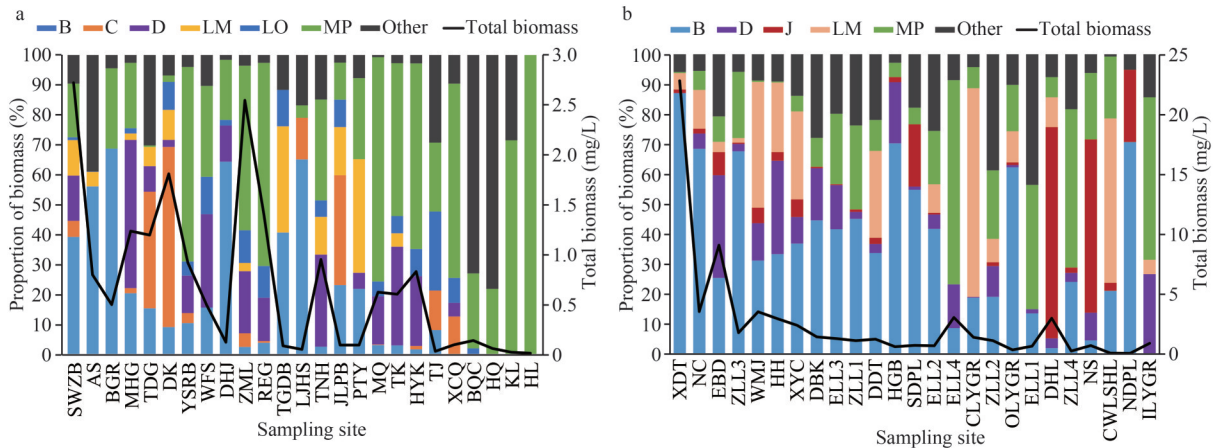 a
B C D LM LO MP Other Total biomass
Proportion of biomass (%)
100
90
80
70
60
50
40
30
20
10
0
3.0
2.5
2.0
1.5
1.0
0.5
0
Total biomass (mg/L)
SWZB AS BGR MHG TDG DK YSRB WFS DHJ ZML REG TGDB LJHS TNH JLPB PTY MQ TK HYK TJ XCQ BQC HQ KL HL
Sampling site
b
B D J LM MP Other Total biomass
Proportion of biomass (%)
100
90
80
70
60
50
40
30
20
10
0
25
20
15
10
5
0
Total biomass (mg/L)
XDT NC EBD ZLL3 WMJ HH XYC DBK ELL3 ZLL1 DDT HGB SDPL ELL2 ELL4 CLYGR ZLL2 OLYGR ELL1 DHL ZLL4 NS CWLSHL NDPL ILYGR
Sampling site